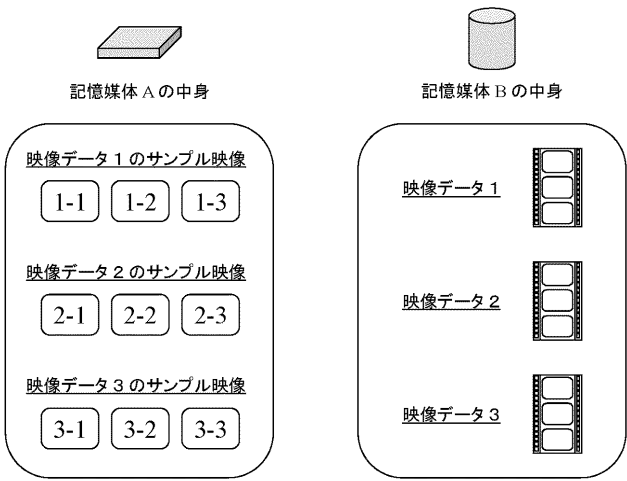 記憶媒体Aの中身
映像データ1のサンプル映像
1-1 1-2 1-3
映像データ2のサンプル映像
2-1 2-2 2-3
映像データ3のサンプル映像
3-1 3-2 3-3
記憶媒体Bの中身
映像データ1
映像データ2
映像データ3